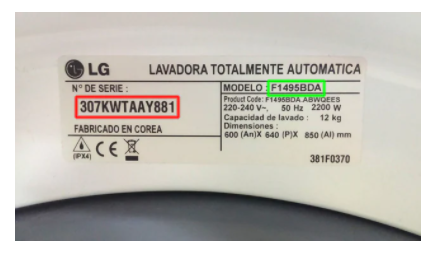 LG LAVADORA TOTALMENTE AUTOMATICA
N° DE SERIE :
307KWTAAY881
FABRICADO EN COREA
(IPX4) CE
MODELO : F1495BDA
Product Code: F1495BDA.ABWQEES
220-240 V~, 50 Hz 2200 W
Capacidad de lavado : 12 kg
Dimensiones :
600 (An)X 640 (P)X 850 (Al) mm
381F0370